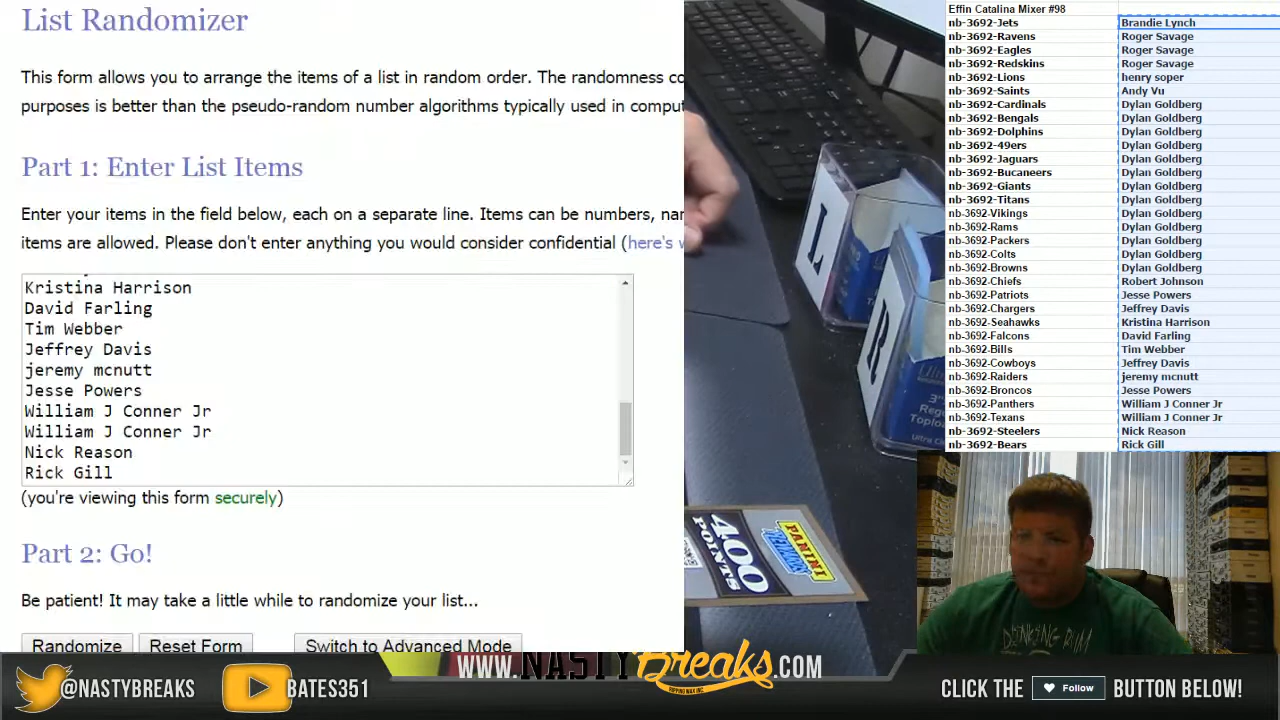 List Randomizer
This form allows you to arrange the items of a list in random order. The randomness co
purposes is better than the pseudo-random number algorithms typically used in comput
Part 1: Enter List Items
Enter your items in the field below, each on a separate line. Items can be numbers, nar
items are allowed. Please don't enter anything you would consider confidential (here's w
Kristina Harrison
David Farling
Tim Webber
Jeffrey Davis
jeremy mcnutt
Jesse Powers
William J Conner Jr
William J Conner Jr
Nick Reason
Rick Gill
(you're viewing this form securely)
Part 2: Go!
Be patient! It may take a little while to randomize your list...
Randomize Reset Form Switch to Advanced Mode
L
R
400
POINTS
PANINI
REWARDS
Effin Catalina Mixer #98
nb-3692-Jets Brandie Lynch
nb-3692-Ravens Roger Savage
nb-3692-Eagles Roger Savage
nb-3692-Redskins Roger Savage
nb-3692-Lions henry soper
nb-3692-Saints Andy Vu
nb-3692-Cardinals Dylan Goldberg
nb-3692-Bengals Dylan Goldberg
nb-3692-Dolphins Dylan Goldberg
nb-3692-49ers Dylan Goldberg
nb-3692-Jaguars Dylan Goldberg
nb-3692-Bucaneers Dylan Goldberg
nb-3692-Giants Dylan Goldberg
nb-3692-Titans Dylan Goldberg
nb-3692-Vikings Dylan Goldberg
nb-3692-Rams Dylan Goldberg
nb-3692-Packers Dylan Goldberg
nb-3692-Colts Dylan Goldberg
nb-3692-Browns Dylan Goldberg
nb-3692-Chiefs Robert Johnson
nb-3692-Patriots Jesse Powers
nb-3692-Chargers Jeffrey Davis
nb-3692-Seahawks Kristina Harrison
nb-3692-Falcons David Farling
nb-3692-Bills Tim Webber
nb-3692-Cowboys Jeffrey Davis
nb-3692-Raiders jeremy mcnutt
nb-3692-Broncos Jesse Powers
nb-3692-Panthers William J Conner Jr
nb-3692-Texans William J Conner Jr
nb-3692-Steelers Nick Reason
nb-3692-Bears Rick Gill
@NASTYBREAKS
BATES351
WWW.NASTYBreaks.COM
RIPPING WAX INC.
CLICK THE Follow BUTTON BELOW!